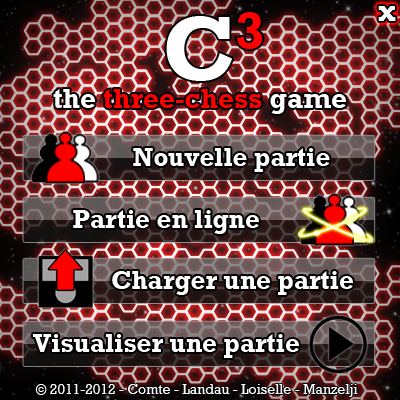 C3
the three-chess game
Nouvelle partie
Partie en ligne
Charger une partie
Visualiser une partie
© 2011-2012 - Comte - Landau - Loiselle - Manzelji